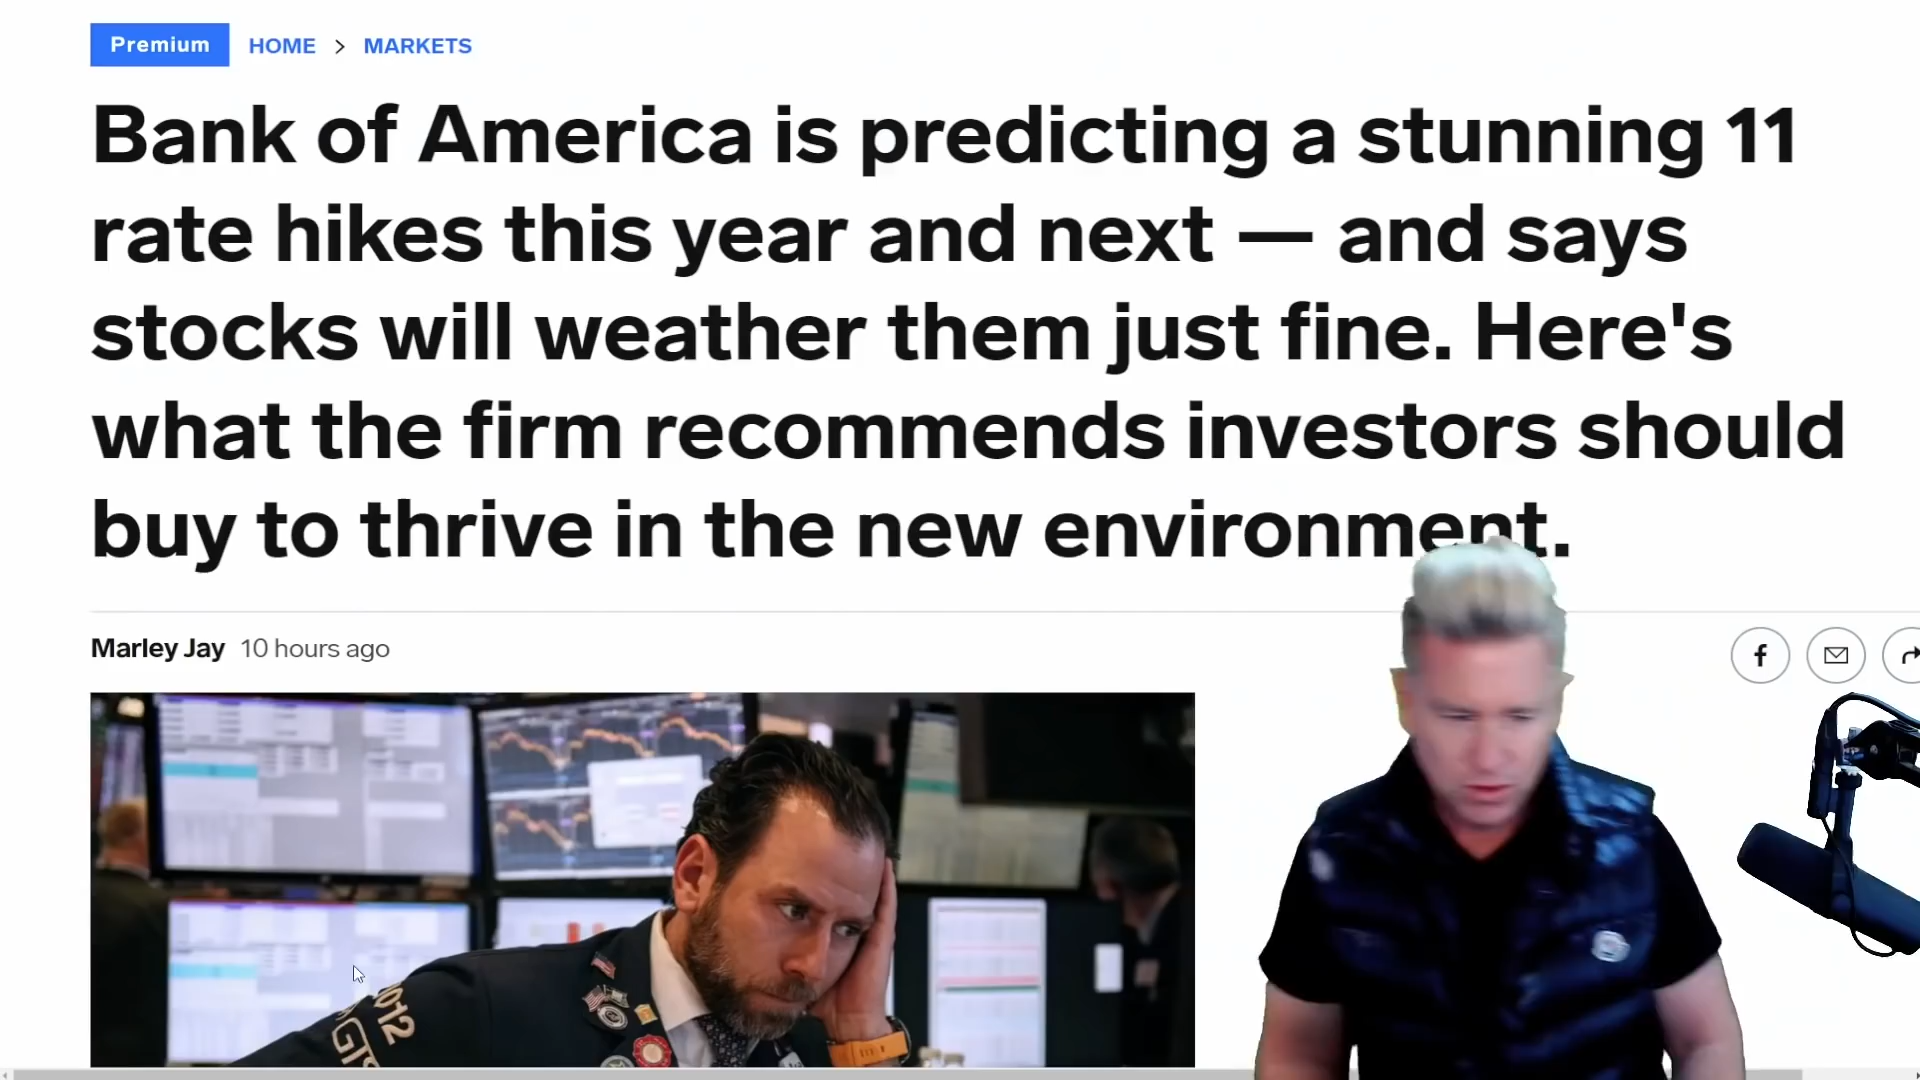 Premium HOME > MARKETS
Bank of America is predicting a stunning 11
rate hikes this year and next — and says
stocks will weather them just fine. Here's
what the firm recommends investors should
buy to thrive in the new environment.
Marley Jay 10 hours ago
2012